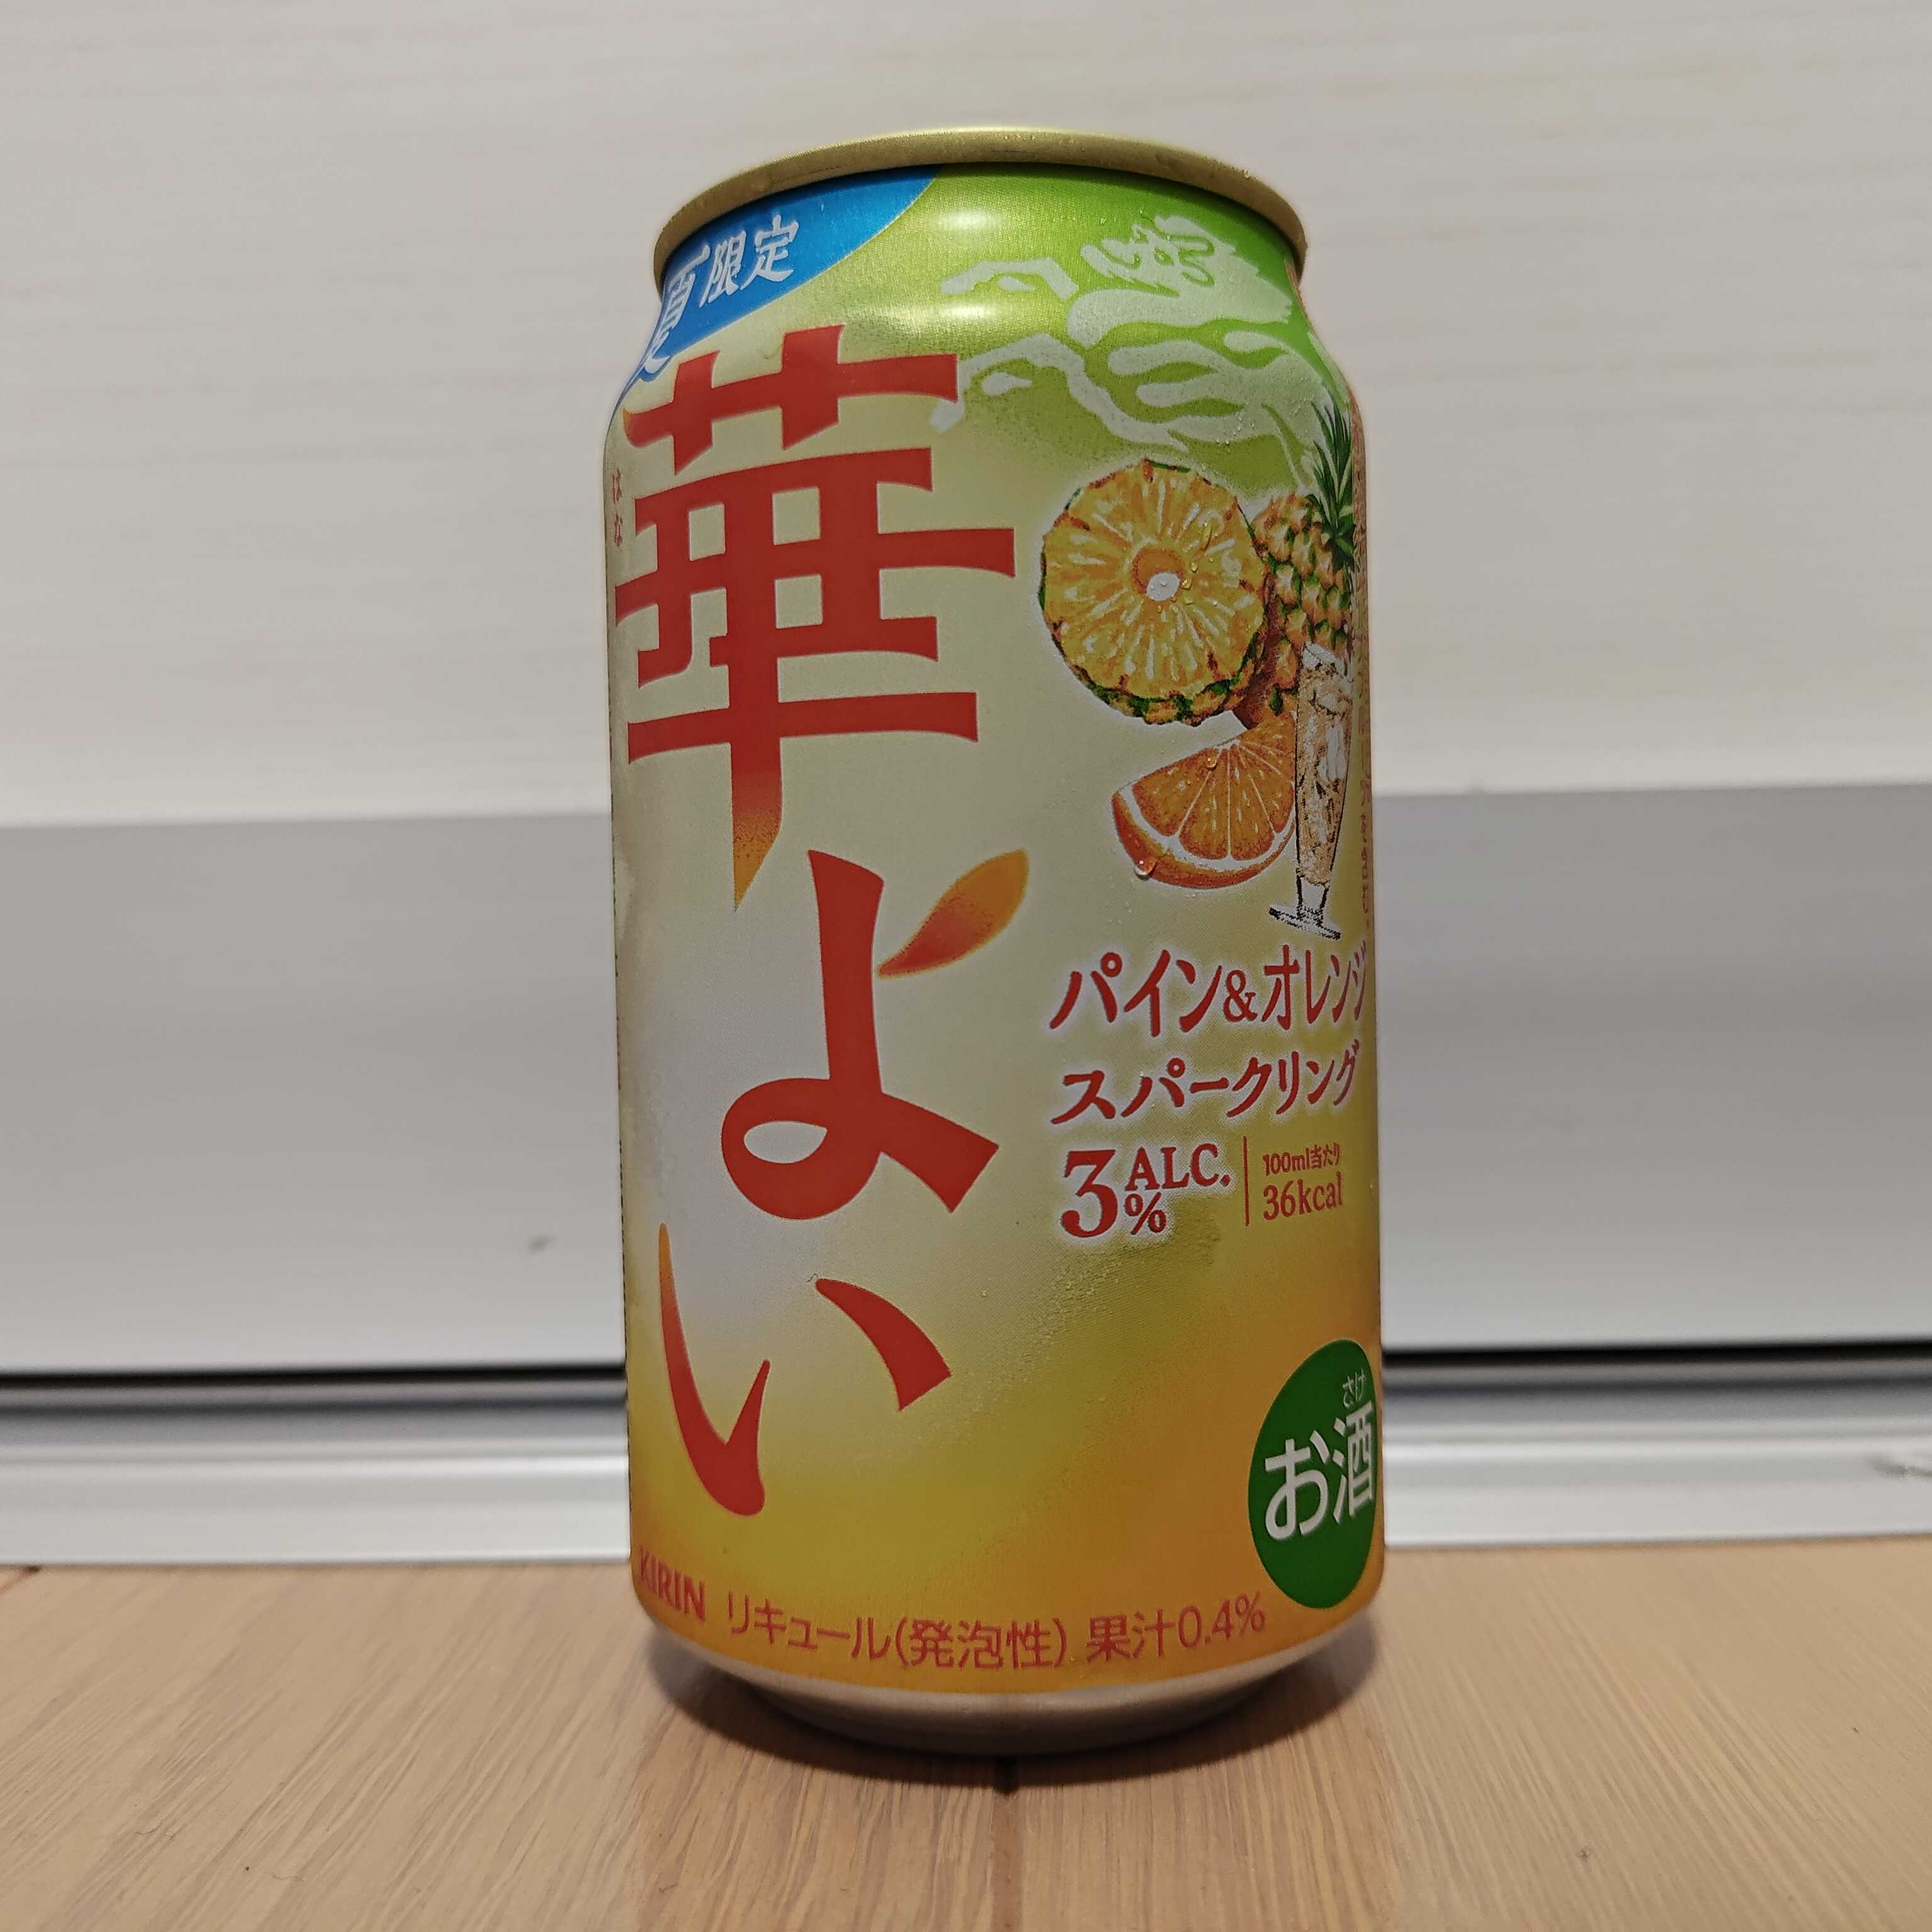 夏限定
華よい
はな
パイン&オレンジ
スパークリング
3% ALC.
100ml当たり
36kcal
さけ
お酒
KIRIN リキュール(発泡性) 果汁0.4%